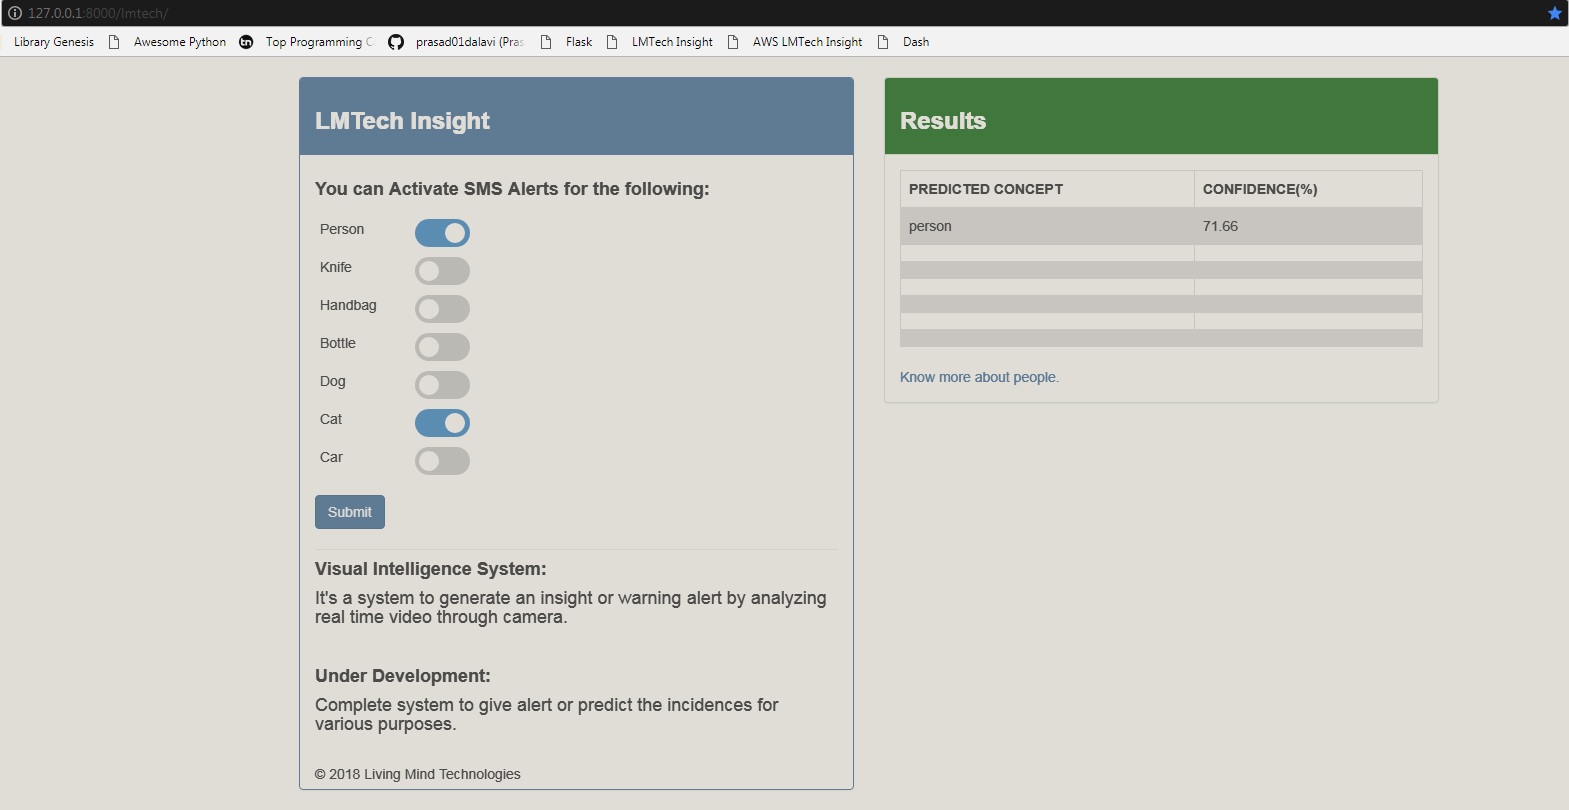 127.0.0.1:8000/lmtech/
Library Genesis Awesome Python tn Top Programming C prasad01dalavi (Pras Flask LMTech Insight AWS LMTech Insight Dash
LMTech Insight
You can Activate SMS Alerts for the following:
Person
Knife
Handbag
Bottle
Dog
Cat
Car
Submit
Visual Intelligence System:
It's a system to generate an insight or warning alert by analyzing
real time video through camera.
Under Development:
Complete system to give alert or predict the incidences for
various purposes.
© 2018 Living Mind Technologies
Results
PREDICTED CONCEPT CONFIDENCE(%)
person 71.66
Know more about people.